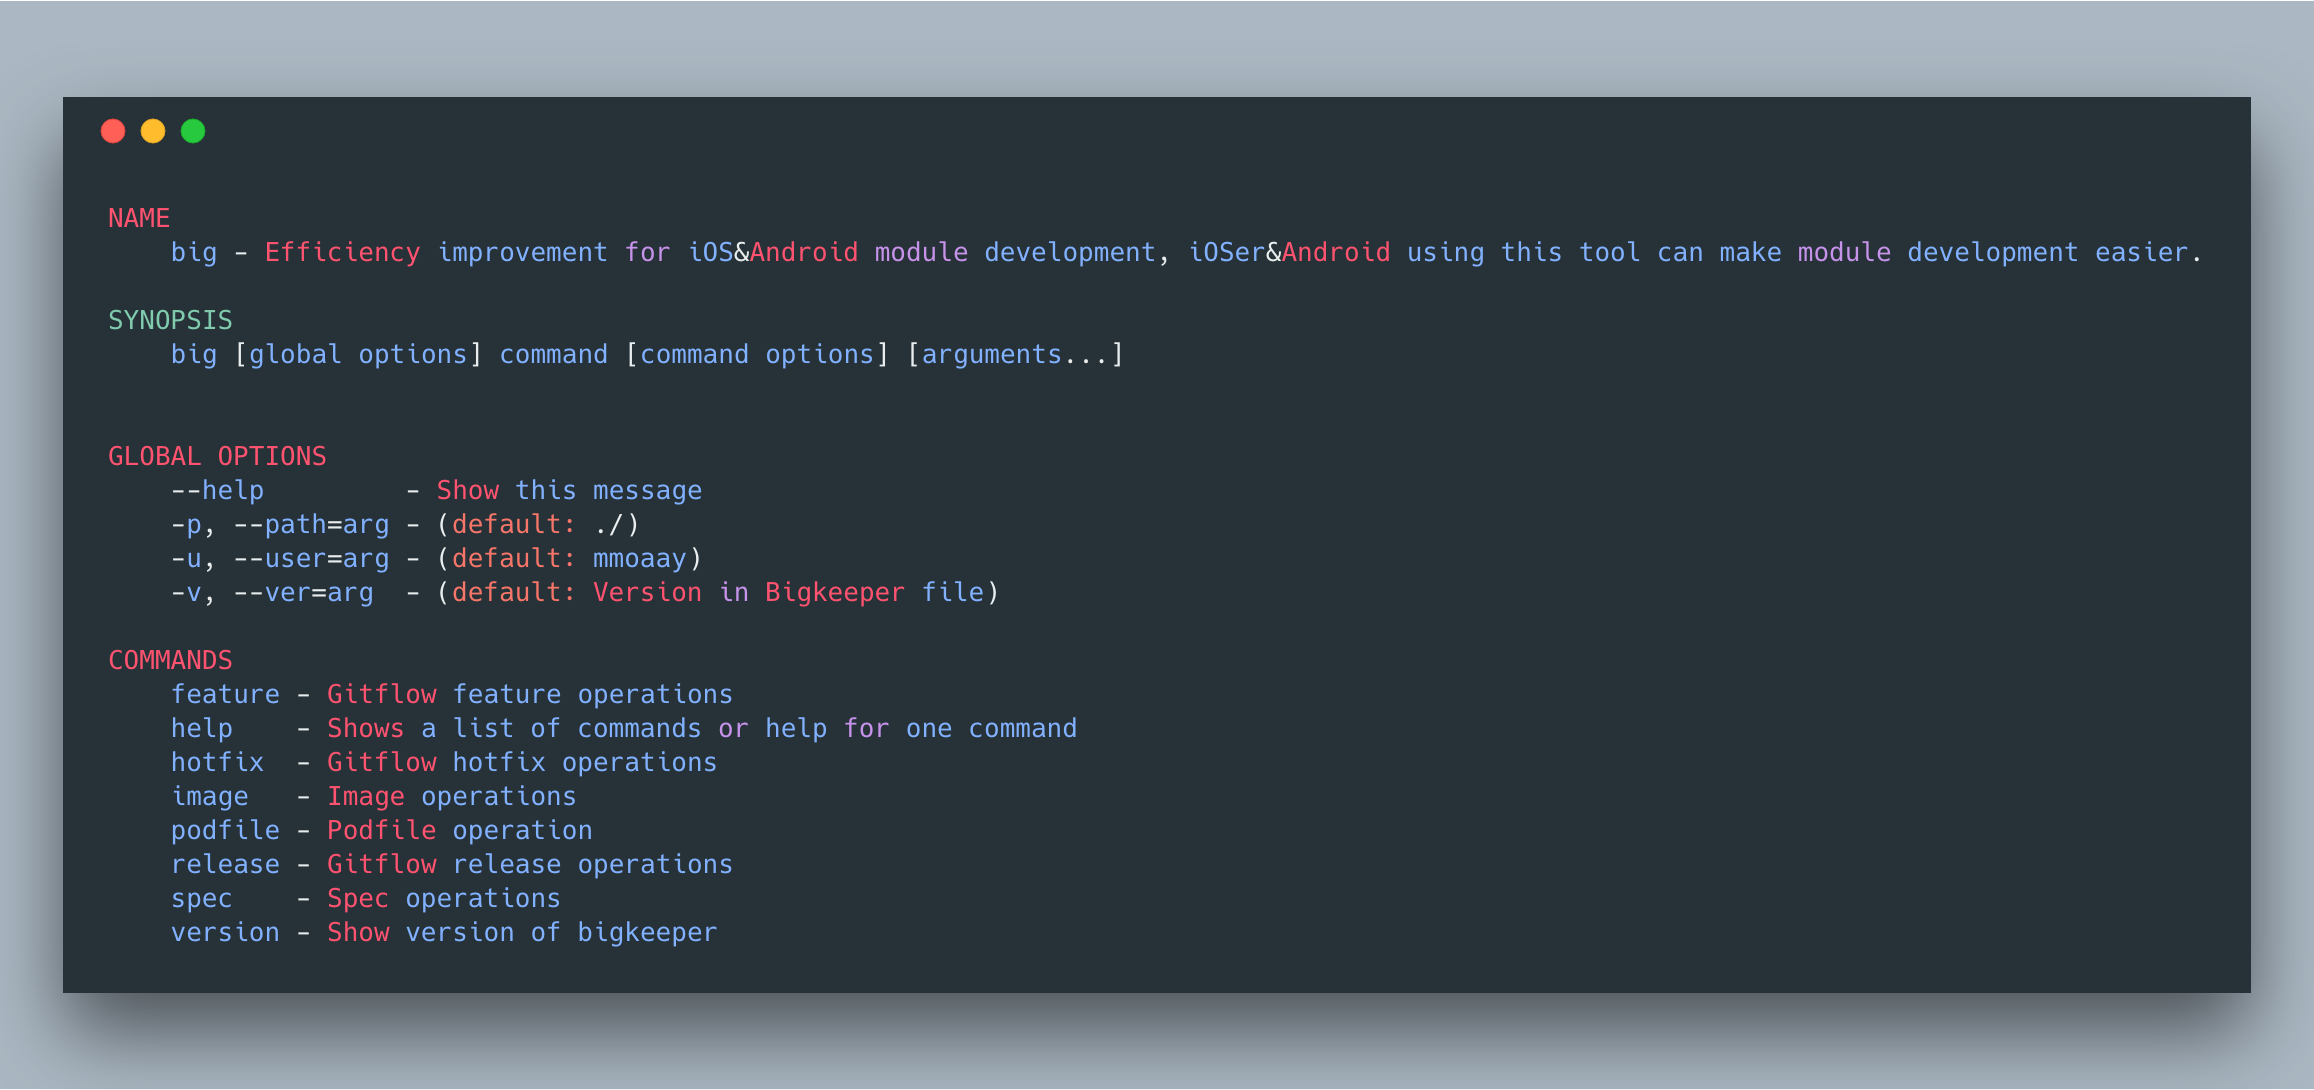 NAME
    big - Efficiency improvement for iOS&Android module development, iOSer&Android using this tool can make module development easier.
SYNOPSIS
    big [global options] command [command options] [arguments...]
GLOBAL OPTIONS
    --help         - Show this message
    -p, --path=arg - (default: ./)
    -u, --user=arg - (default: mmoaay)
    -v, --ver=arg  - (default: Version in Bigkeeper file)
COMMANDS
    feature - Gitflow feature operations
    help    - Shows a list of commands or help for one command
    hotfix  - Gitflow hotfix operations
    image   - Image operations
    podfile - Podfile operation
    release - Gitflow release operations
    spec    - Spec operations
    version - Show version of bigkeeper